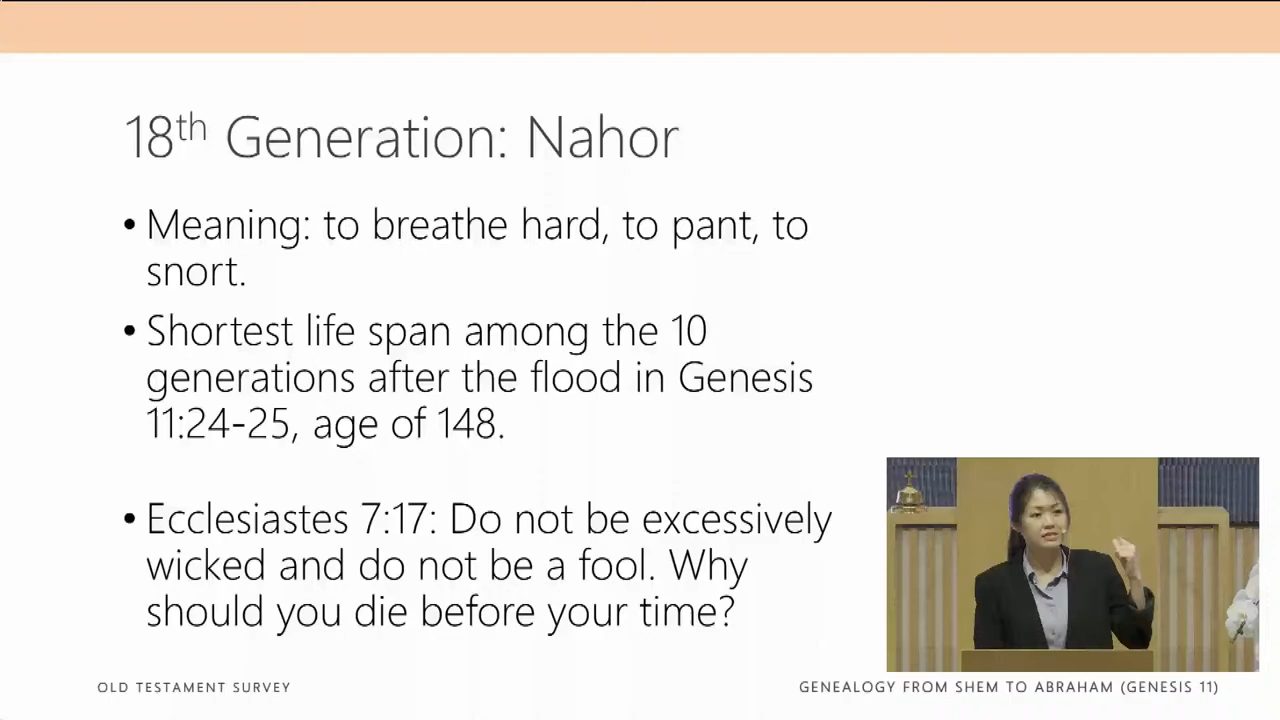 18th Generation: Nahor
• Meaning: to breathe hard, to pant, to
snort.
• Shortest life span among the 10
generations after the flood in Genesis
11:24-25, age of 148.
• Ecclesiastes 7:17: Do not be excessively
wicked and do not be a fool. Why
should you die before your time?
OLD TESTAMENT SURVEY
GENEALOGY FROM SHEM TO ABRAHAM (GENESIS 11)